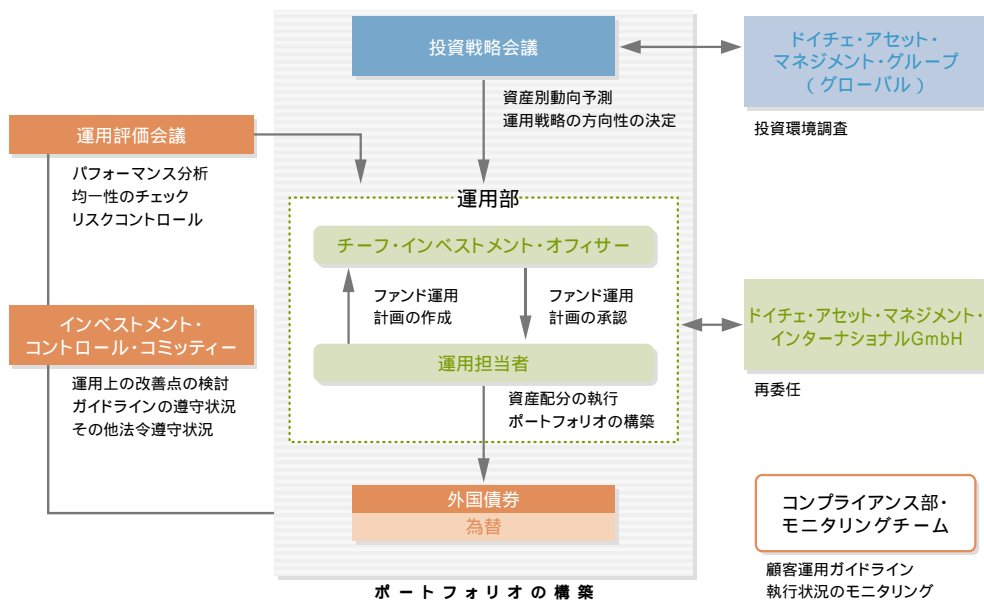 投資戦略会議
ドイチェ・アセット・
マネジメント・グループ
(グローバル)
投資環境調査
資産別動向予測
運用戦略の方向性の決定
運用評価会議
パフォーマンス分析
均一性のチェック
リスクコントロール
運用部
チーフ・インベストメント・オフィサー
ファンド運用
計画の作成
ファンド運用
計画の承認
運用担当者
資産配分の執行
ポートフォリオの構築
インベストメント・
コントロール・コミッティー
運用上の改善点の検討
ガイドラインの遵守状況
その他法令遵守状況
ドイチェ・アセット・マネジメント・
インターナショナルGmbH
再委任
外国債券
為替
コンプライアンス部・
モニタリングチーム
顧客運用ガイドライン
執行状況のモニタリング
ポートフォリオの構築